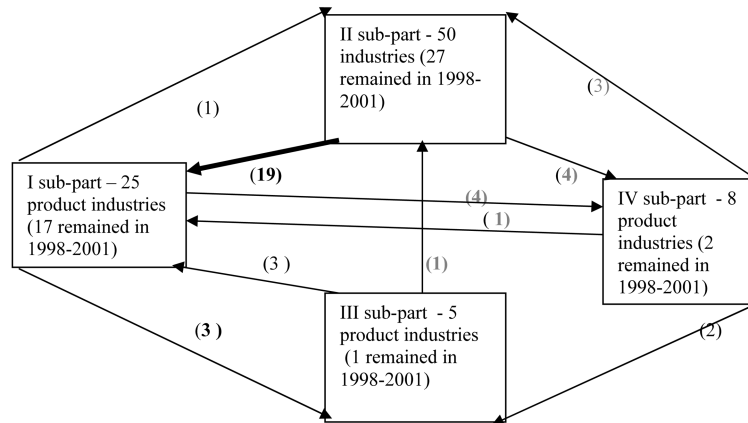 II sub-part - 50
industries (27
remained in 1998-
2001)
(1)
(3)
(19)
(4)
I sub-part – 25
product industries
(17 remained in
1998-2001)
(4)
( 1)
IV sub-part - 8
product
industries (2
remained in
1998-2001)
(3 )
(1)
III sub-part - 5
product industries
(1 remained in
1998-2001)
(3 )
(2)